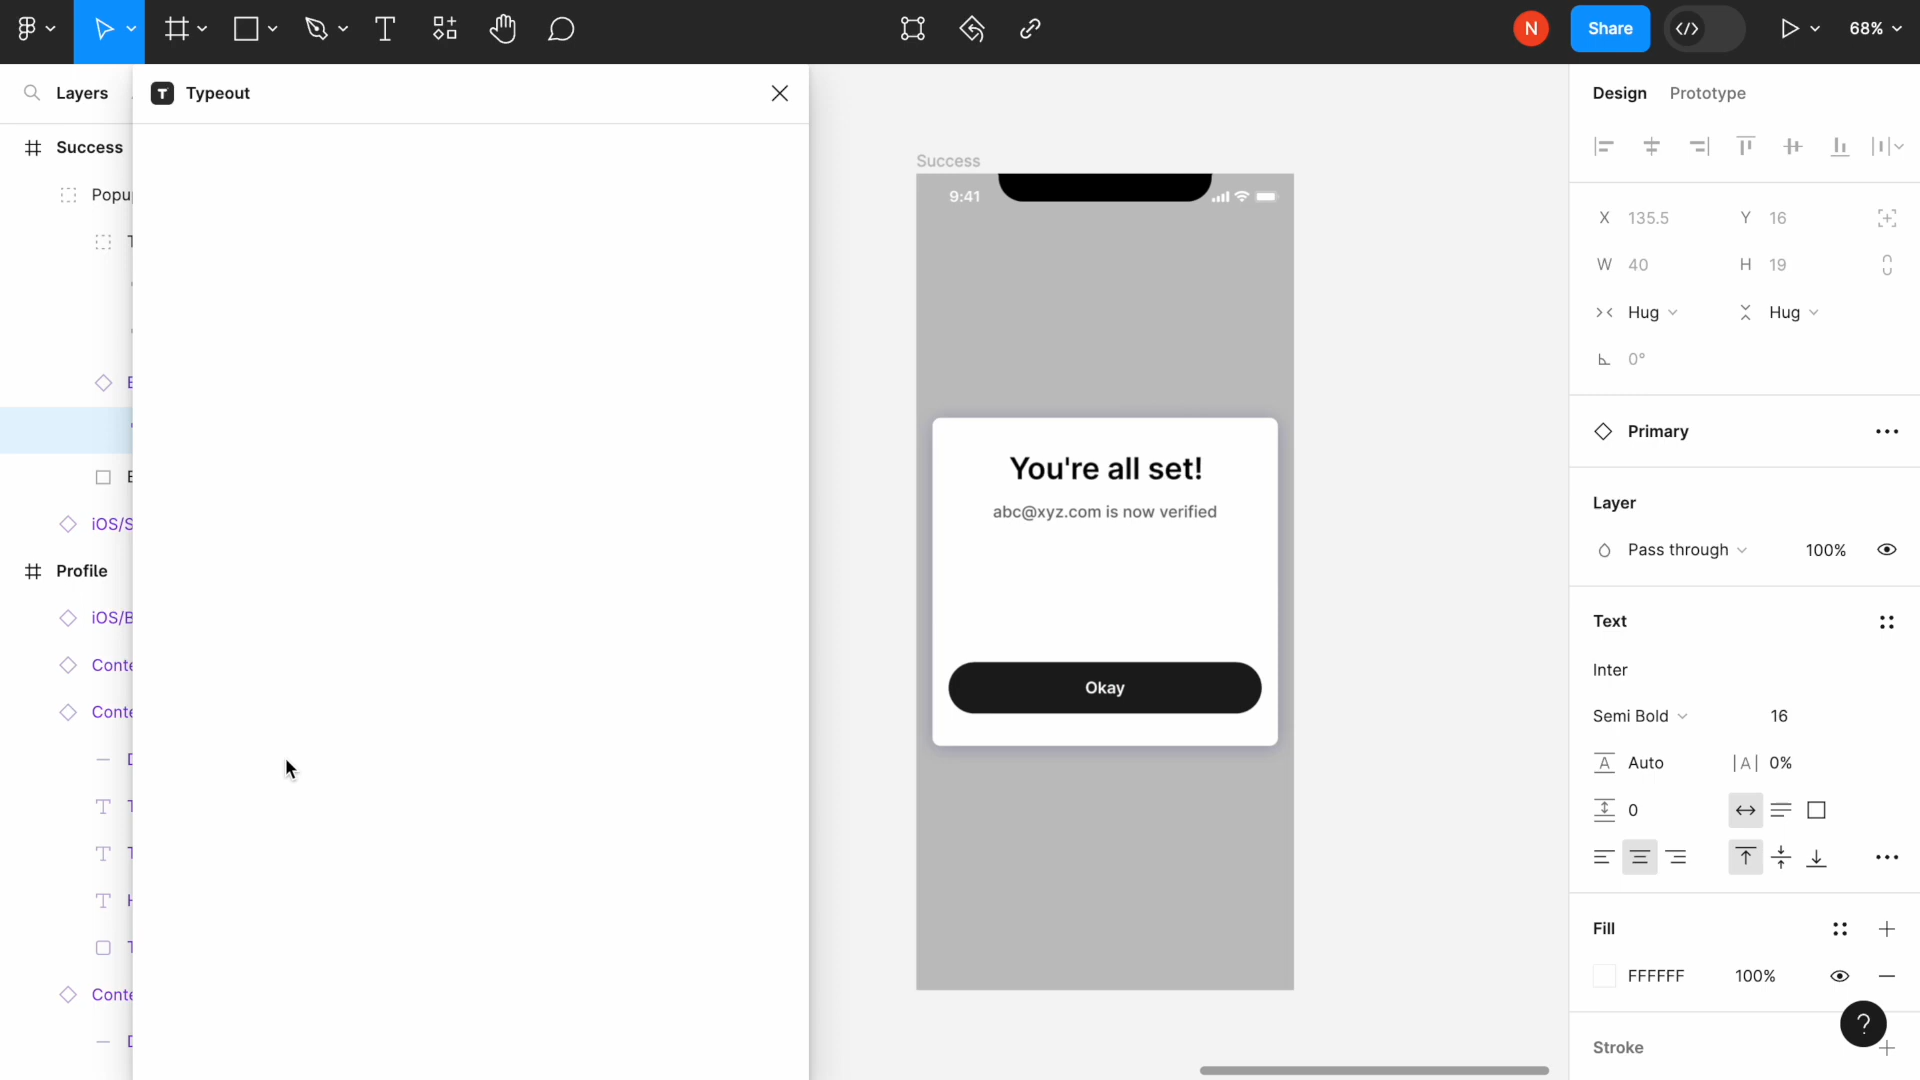 N
Share
68%
Layers
T Typeout
Design
Prototype
Success
Popu
iOS/S
Profile
iOS/B
Conte
Conte
Conte
Success
9:41
You're all set!
abc@xyz.com is now verified
Okay
X 135.5
Y 16
W 40
H 19
Hug
Hug
0°
Primary
Layer
Pass through
100%
Text
Inter
Semi Bold
16
A Auto
|A| 0%
0
Fill
FFFFFF
100%
?
Stroke